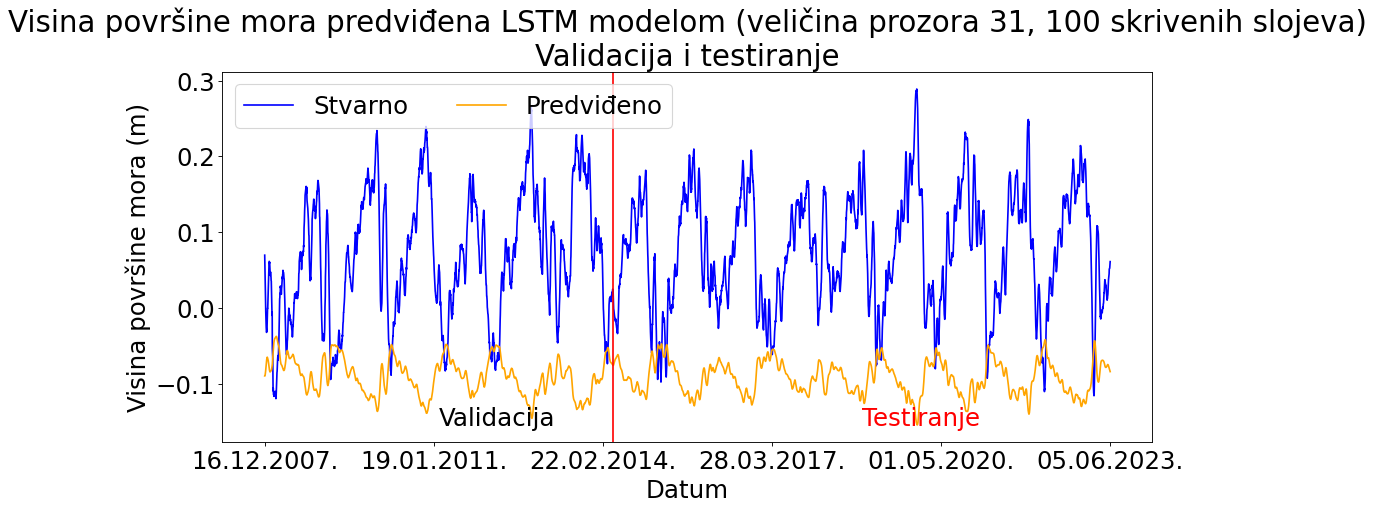 Visina površine mora predviđena LSTM modelom (veličina prozora 31, 100 skrivenih slojeva)
Validacija i testiranje
Visina površine mora (m)
0.3
0.2
0.1
0.0
−0.1
Stvarno
Predviđeno
Validacija
Testiranje
16.12.2007.
19.01.2011.
22.02.2014.
28.03.2017.
01.05.2020.
05.06.2023.
Datum